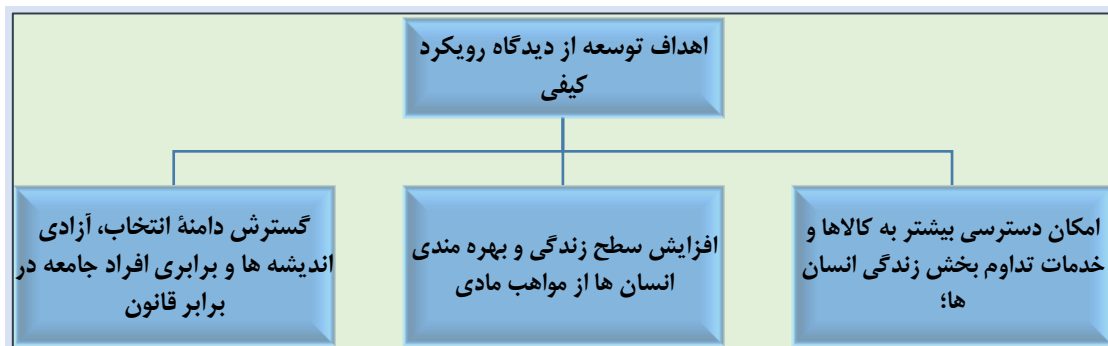 اهداف توسعه از دیدگاه رویکرد
کیفی
امکان دسترسی بیشتر به کالاها و
خدمات تداوم بخش زندگی انسان
ها؛
افزایش سطح زندگی و بهره مندی
انسان ها از مواهب مادی
گسترش دامنۀ انتخاب، آزادی
اندیشه ها و برابری افراد جامعه در
برابر قانون